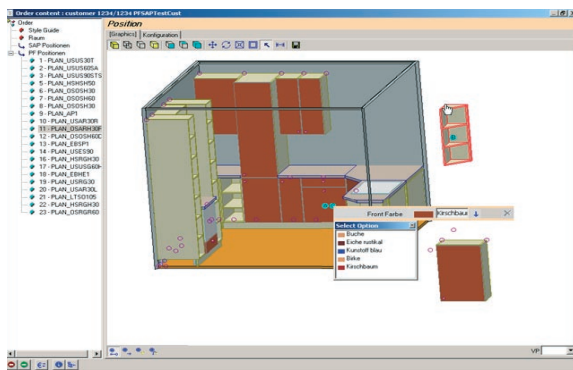 Order content : customer 1234/1234 PFSAPTestCust
Order
Style Guide
Raum
SAP Positionen
PF Positionen
1 - PLAN_USUS30T
2 - PLAN_USUS60SA
3 - PLAN_USUS90STS
5 - PLAN_HSHSH50
6 - PLAN_OSOSH30
7 - PLAN_OSOSH60
8 - PLAN_OSOSH30
9 - PLAN_AP1
10 - PLAN_USAR30R
11 - PLAN_OSARH30R
12 - PLAN_OSOSH60D
13 - PLAN_EBSP1
14 - PLAN_USES90
16 - PLAN_HSRGH30
17 - PLAN_USUSG60H
18 - PLAN_EBHE1
19 - PLAN_USRG30
20 - PLAN_USAR30L
21 - PLAN_LTSO105
22 - PLAN_HSRGH30
23 - PLAN_OSRGR60
Position
[Graphics]
Konfiguration
Front Farbe
Kirschbau
Select Option
Buche
Eiche rustikal
Kunstoff blau
Birke
Kirschbaum
VP